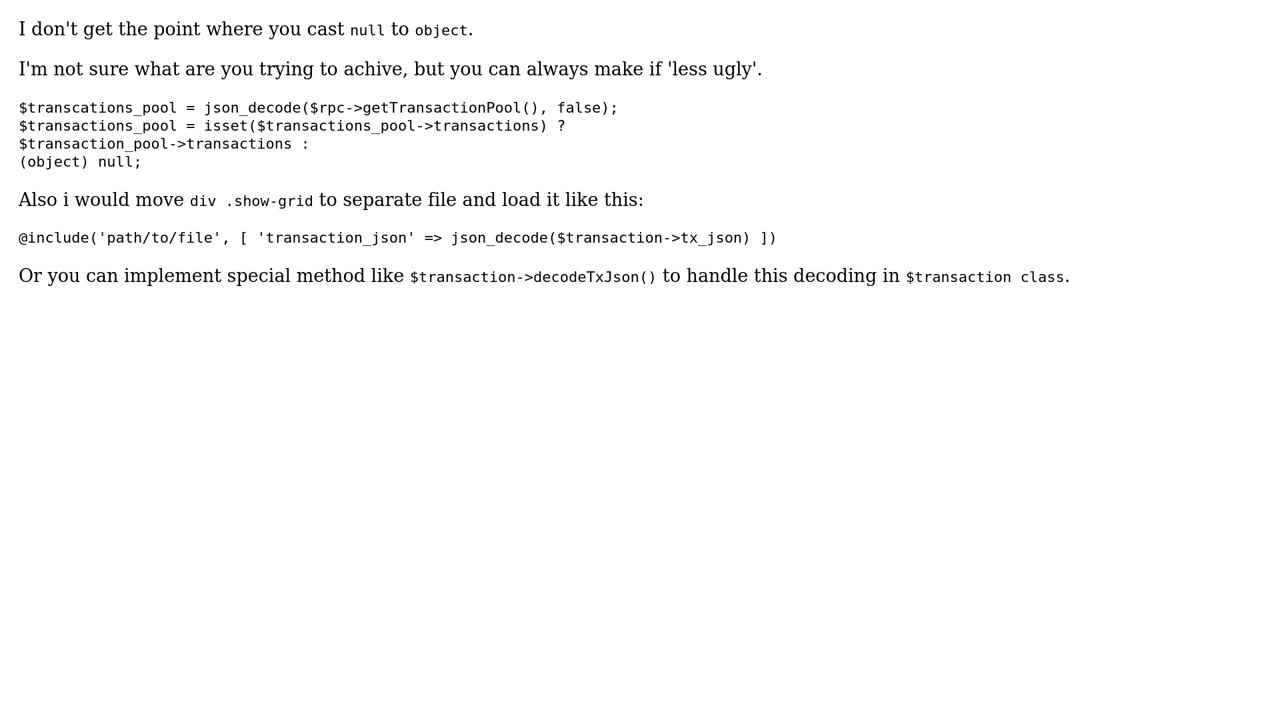 I don't get the point where you cast null to object.
I'm not sure what are you trying to achive, but you can always make if 'less ugly'.
$transcations_pool = json_decode($rpc->getTransactionPool(), false);
$transactions_pool = isset($transactions_pool->transactions) ?
$transaction_pool->transactions :
(object) null;
Also i would move div .show-grid to separate file and load it like this:
@include('path/to/file', [ 'transaction_json' => json_decode($transaction->tx_json) ])
Or you can implement special method like $transaction->decodeTxJson() to handle this decoding in $transaction class.